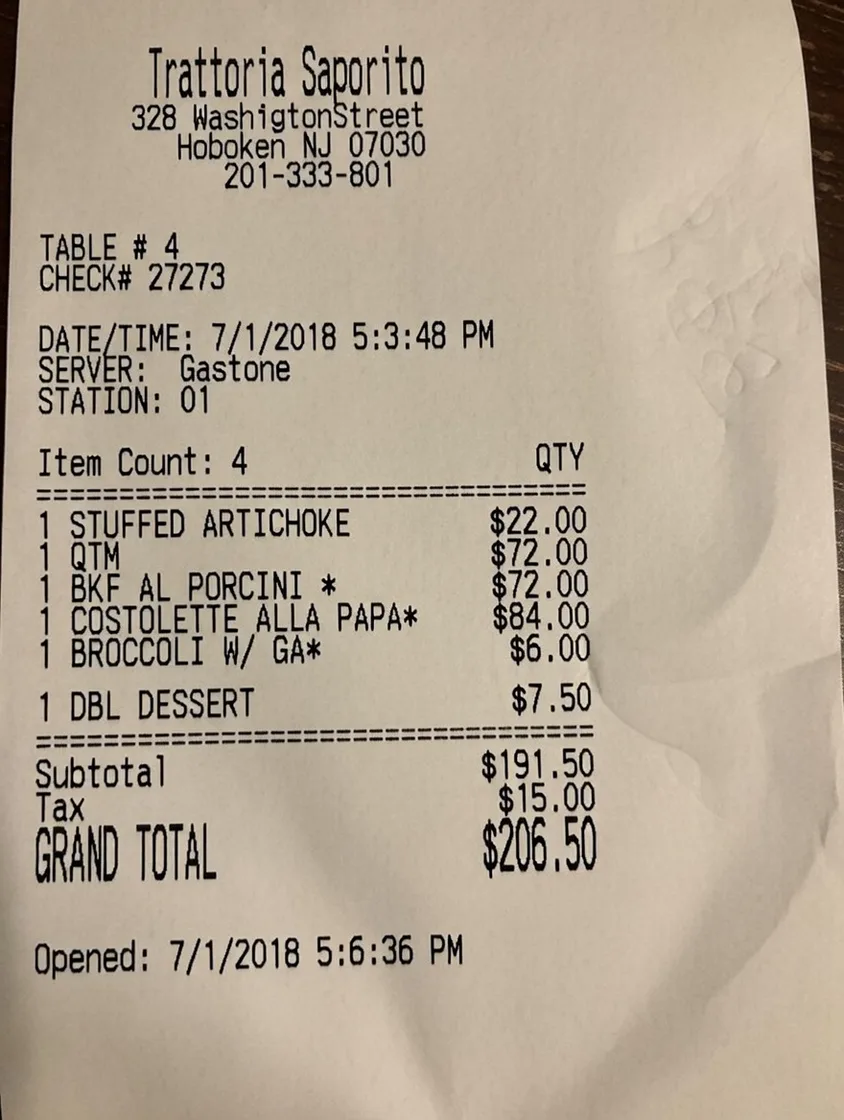 Trattoria Saporito
328 WashigtonStreet
Hoboken NJ 07030
201-333-801
TABLE # 4
CHECK# 27273
DATE/TIME: 7/1/2018 5:3:48 PM
SERVER: Gastone
STATION: 01
Item Count: 4 QTY
===================================
1 STUFFED ARTICHOKE $22.00
1 QTM $72.00
1 BKF AL PORCINI * $72.00
1 COSTOLETTE ALLA PAPA* $84.00
1 BROCCOLI W/ GA* $6.00
1 DBL DESSERT $7.50
===================================
Subtotal $191.50
Tax $15.00
GRAND TOTAL $206.50
Opened: 7/1/2018 5:6:36 PM